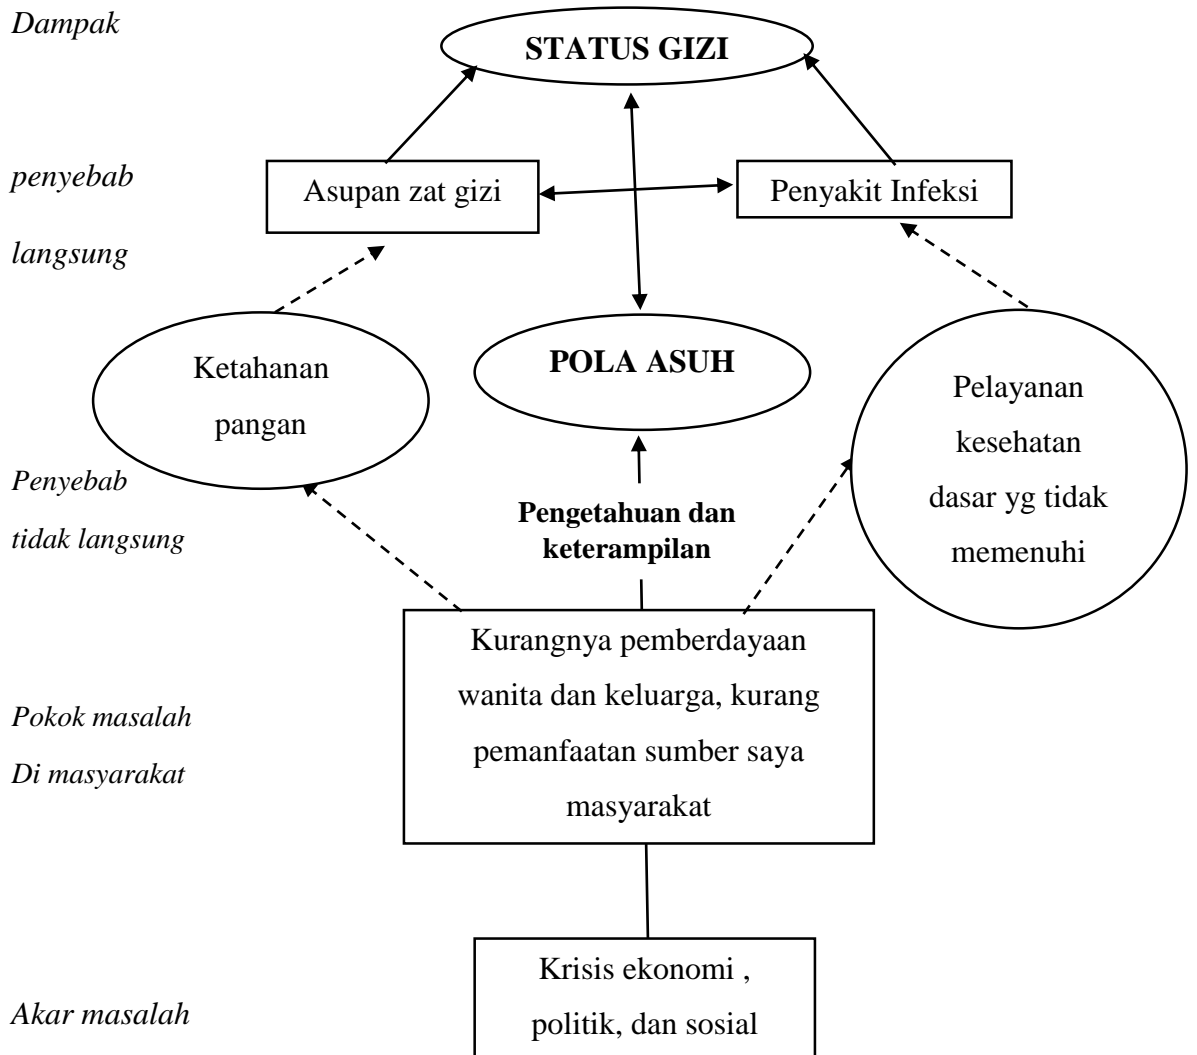 Dampak
STATUS GIZI
penyebab
langsung
Asupan zat gizi
Penyakit Infeksi
Ketahanan
pangan
POLA ASUH
Pelayanan
kesehatan
dasar yg tidak
memenuhi
Penyebab
tidak langsung
Pengetahuan dan
keterampilan
Kurangnya pemberdayaan
wanita dan keluarga, kurang
pemanfaatan sumber saya
masyarakat
Pokok masalah
Di masyarakat
Krisis ekonomi ,
politik, dan sosial
Akar masalah